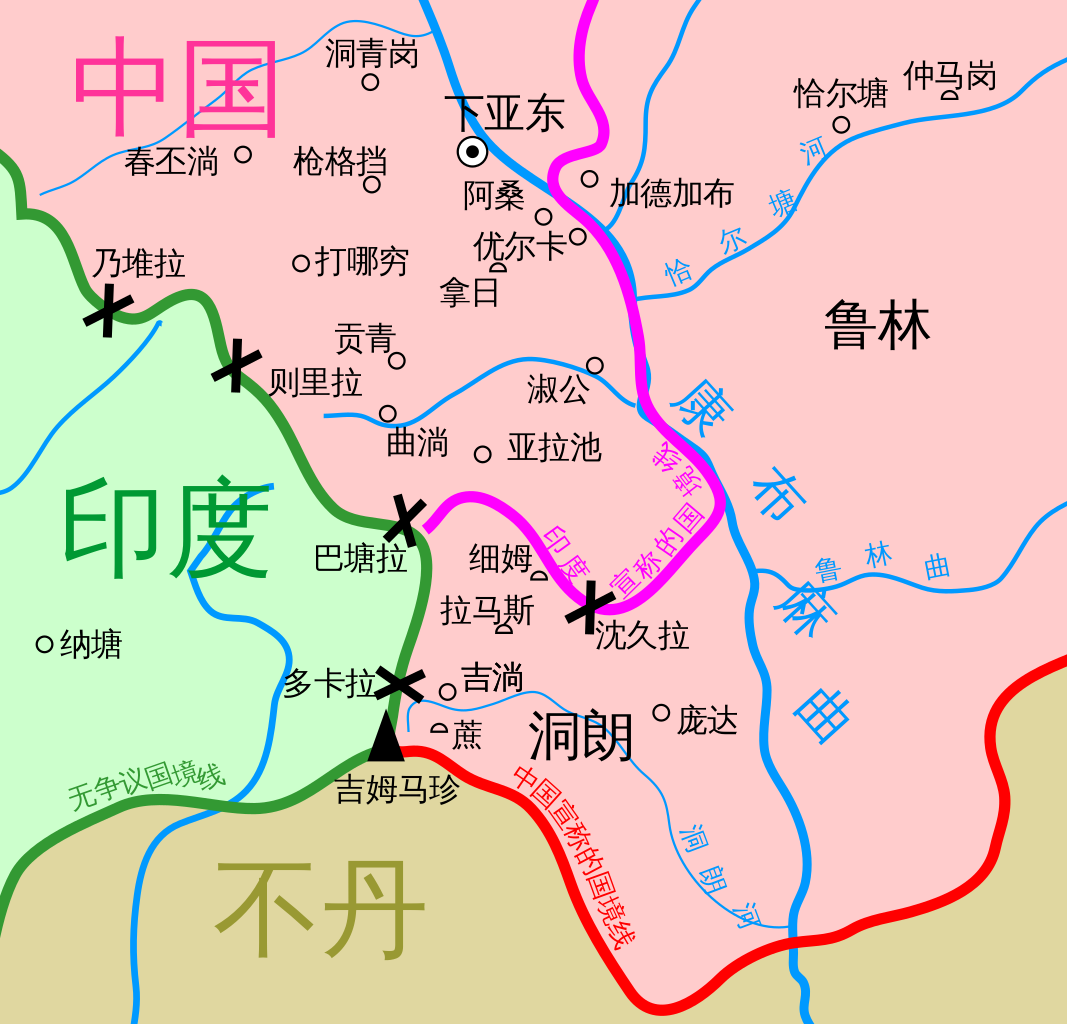 中国
洞青岗
仲马岗
恰尔塘
下亚东
春丕淌
枪格挡
恰尔塘河
阿桑
加德加布
优尔卡
乃堆拉
打哪穷
拿日
鲁林
贡青
则里拉
淑公
康布麻曲
曲淌
亚拉池
印度
印度宣称的国境线
巴塘拉
细姆
鲁林曲
拉马斯
沈久拉
纳塘
多卡拉
吉淌
洞朗
庞达
蔗
无争议国境线
吉姆马珍
中国宣称的国境线
洞朗河
不丹